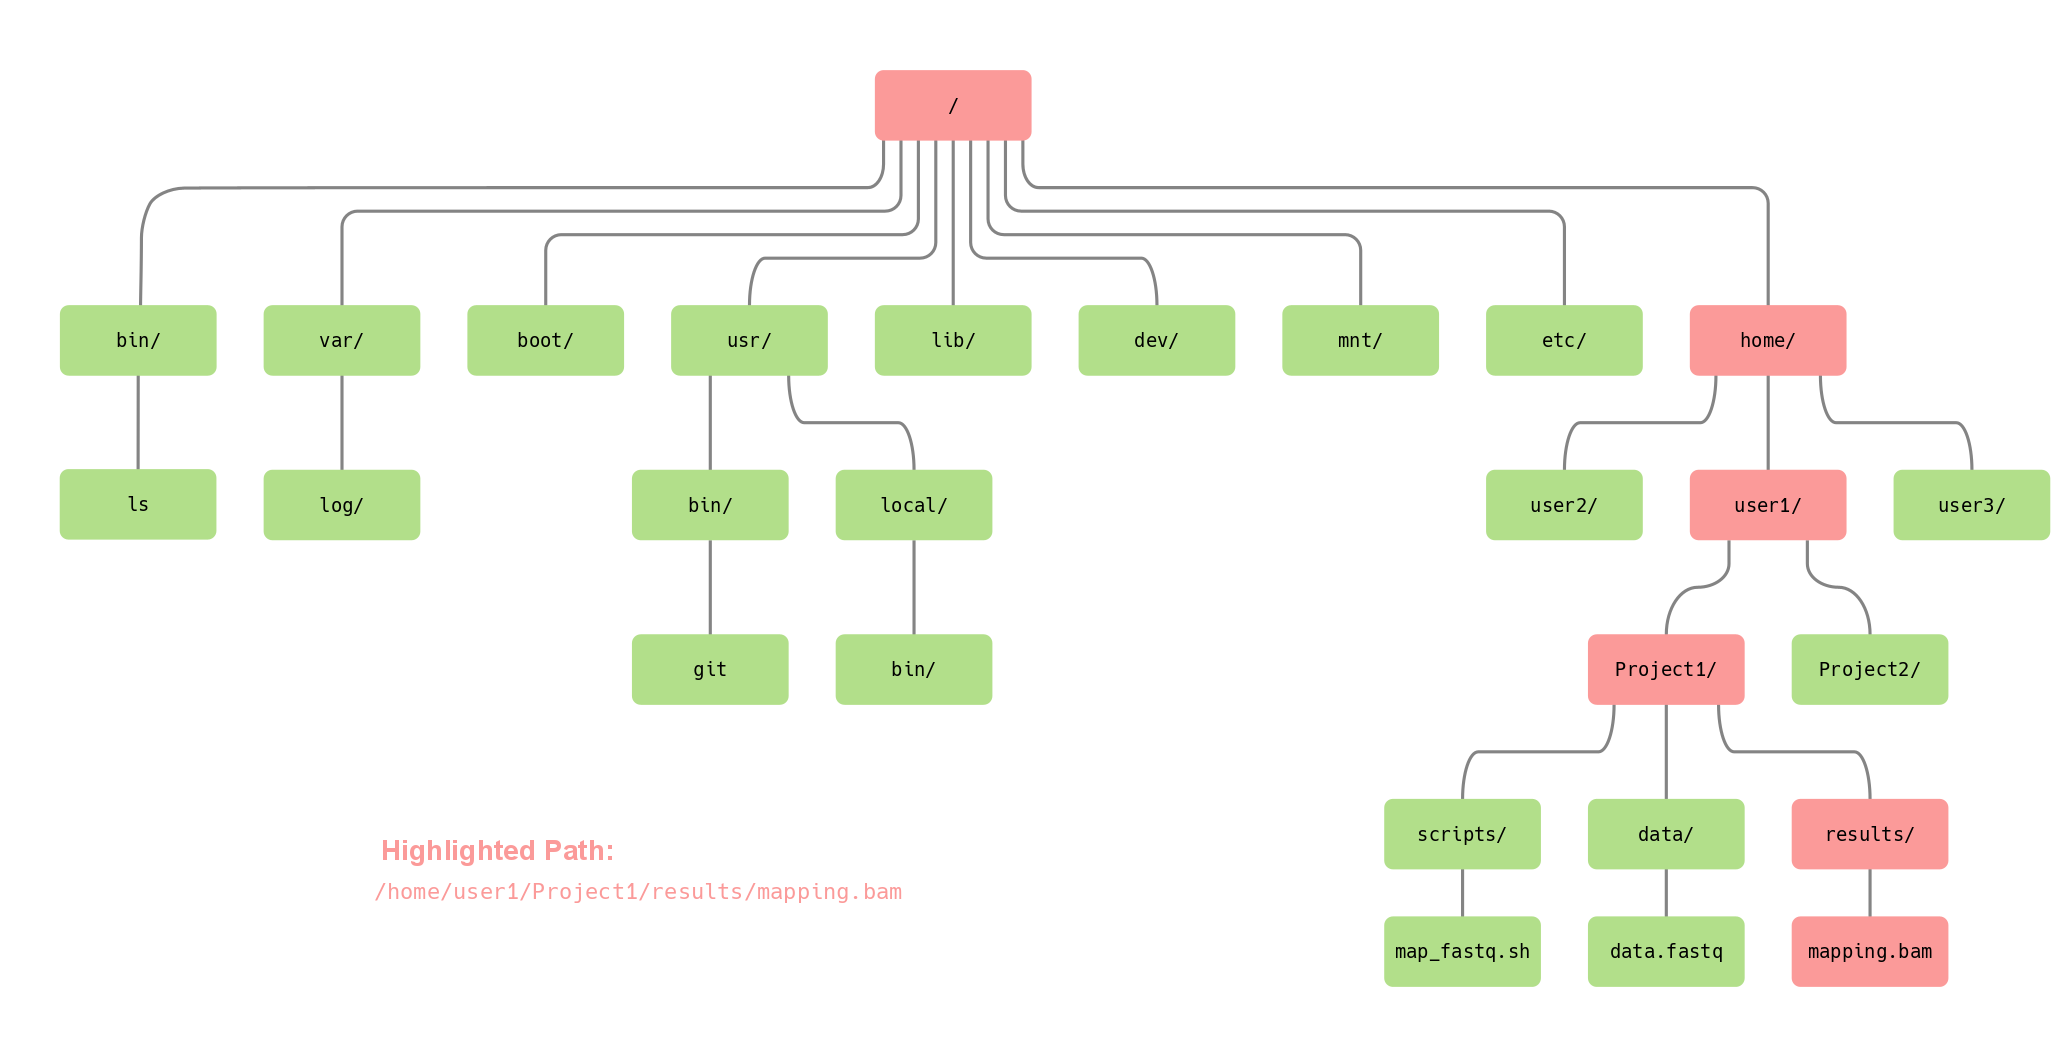 /
bin/ var/ boot/ usr/ lib/ dev/ mnt/ etc/ home/
ls log/ bin/ local/ user2/ user1/ user3/
git bin/ Project1/ Project2/
scripts/ data/ results/
Highlighted Path:
/home/user1/Project1/results/mapping.bam
map_fastq.sh data.fastq mapping.bam